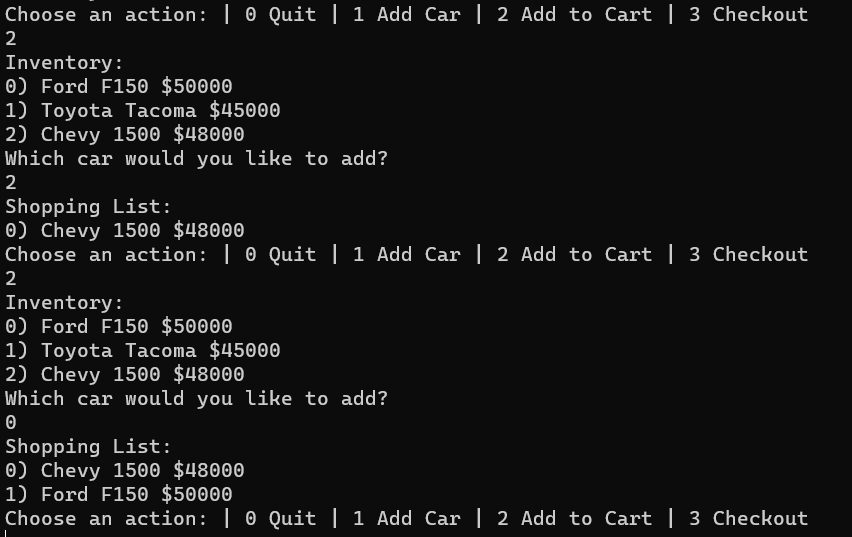 Choose an action: | 0 Quit | 1 Add Car | 2 Add to Cart | 3 Checkout
2
Inventory:
0) Ford F150 $50000
1) Toyota Tacoma $45000
2) Chevy 1500 $48000
Which car would you like to add?
2
Shopping List:
0) Chevy 1500 $48000
Choose an action: | 0 Quit | 1 Add Car | 2 Add to Cart | 3 Checkout
2
Inventory:
0) Ford F150 $50000
1) Toyota Tacoma $45000
2) Chevy 1500 $48000
Which car would you like to add?
0
Shopping List:
0) Chevy 1500 $48000
1) Ford F150 $50000
Choose an action: | 0 Quit | 1 Add Car | 2 Add to Cart | 3 Checkout